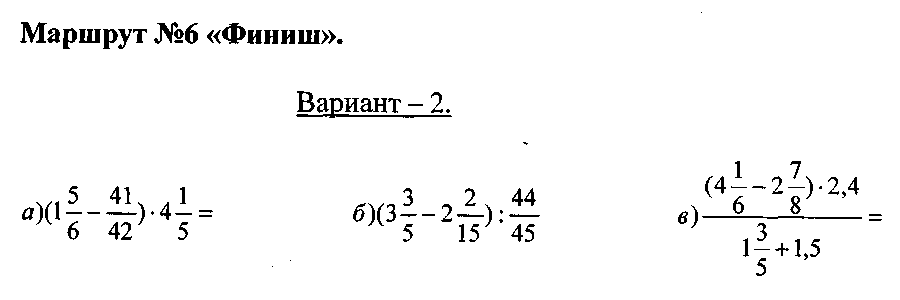 Маршрут №6 «Финиш».
Вариант – 2.
а)(1 5/6 − 41/42) · 4 1/5 =
б)(3 3/5 − 2 2/15) : 44/45
в) ((4 1/6 − 2 7/8) · 2,4) / (1 3/5 + 1,5) =